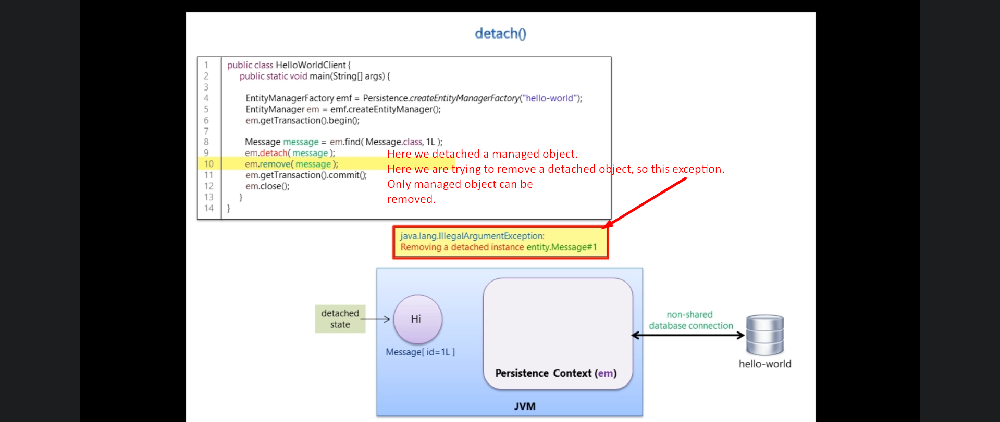 detach()
1 public class HelloWorldClient {
2 public static void main(String[] args) {
3
4 EntityManagerFactory emf = Persistence.createEntityManagerFactory("hello-world");
5 EntityManager em = emf.createEntityManager();
6 em.getTransaction().begin();
7
8 Message message = em.find( Message.class, 1L );
9 em.detach( message );
Here we detached a managed object.
10 em.remove( message );
Here we are trying to remove a detached object, so this exception.
11 em.getTransaction().commit();
Only managed object can be
12 em.close();
removed.
13 }
14 }
java.lang.IllegalArgumentException:
Removing a detached instance entity.Message#1
detached
state
Hi
Message[ id=1L ]
Persistence Context (em)
JVM
non-shared
database connection
hello-world